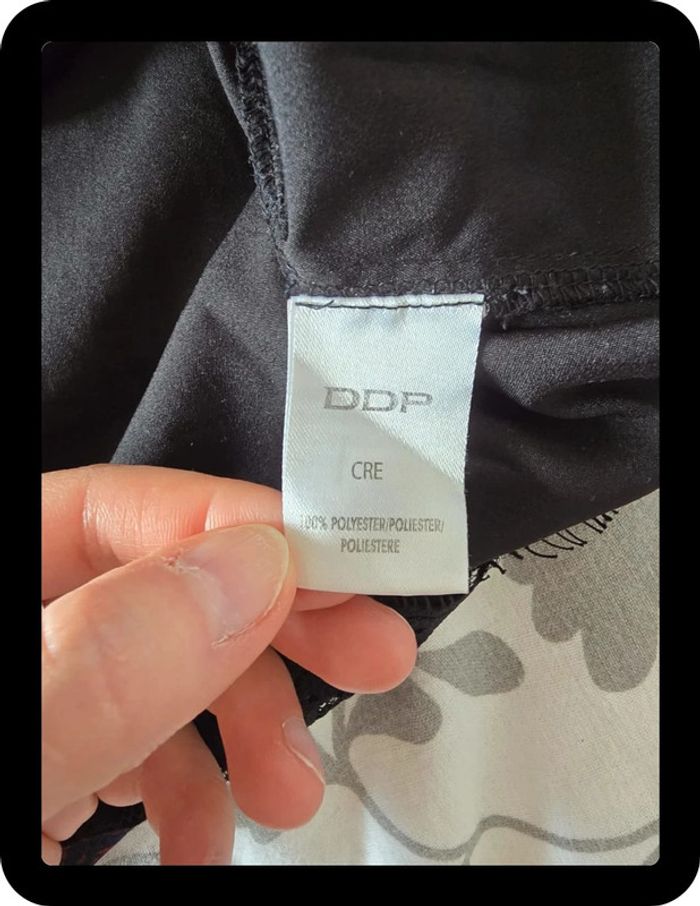 DDP
CRE
100% POLYESTER/POLIESTER/
POLIESTERE